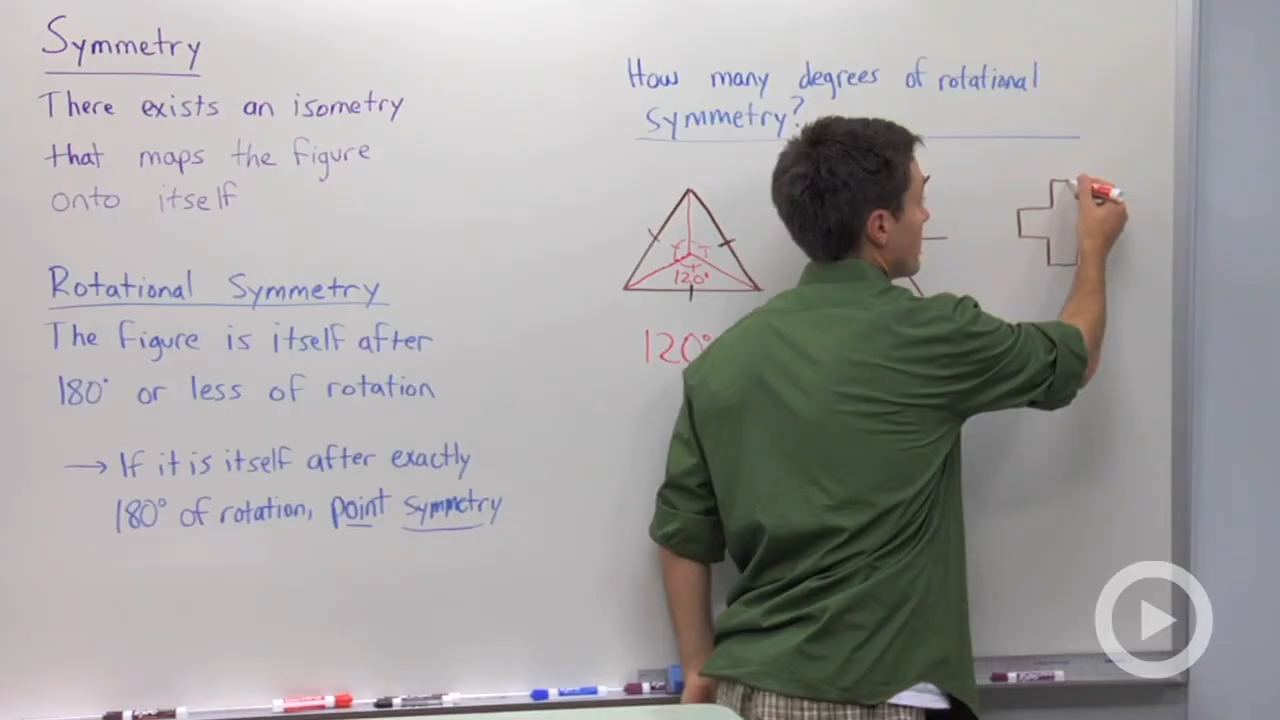 Symmetry
There exists an isometry
that maps the figure
onto itself
Rotational Symmetry
The figure is itself after
180° or less of rotation
→ If it is itself after exactly
180° of rotation, point symmetry
How many degrees of rotational
symmetry?
120°
120°